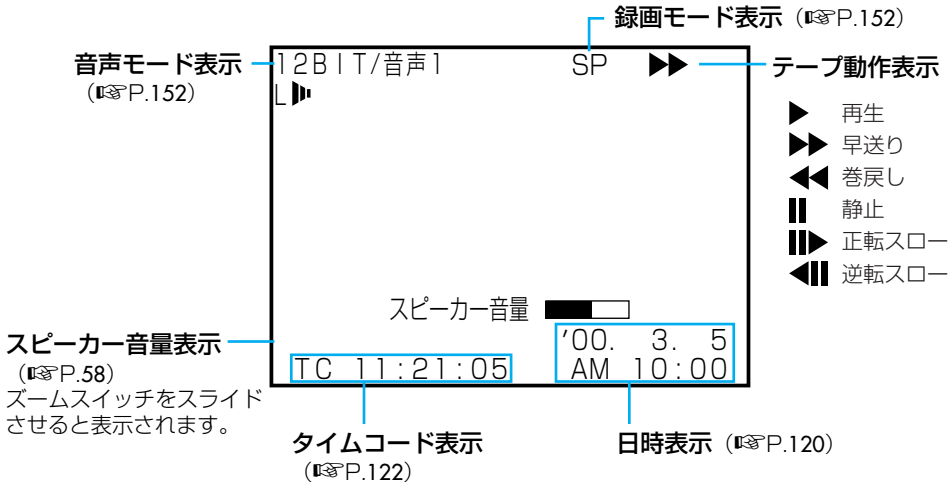 録画モード表示（☞P.152）
音声モード表示
（☞P.152）
12BIT/音声1
SP ▶▶
L
テープ動作表示
▶ 再生
▶▶ 早送り
◀◀ 巻戻し
❚❚ 静止
❚❚▶ 正転スロー
◀❚❚ 逆転スロー
スピーカー音量
スピーカー音量表示
（☞P.58）
ズームスイッチをスライド
させると表示されます。
'00. 3. 5
TC 11:21:05
AM 10:00
タイムコード表示
（☞P.122）
日時表示（☞P.120）